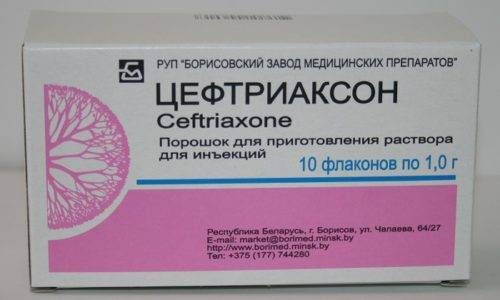 РУП "БОРИСОВСКИЙ ЗАВОД МЕДИЦИНСКИХ ПРЕПАРАТОВ"
ЦЕФТРИАКСОН
Ceftriaxone
Порошок для приготовления раствора
для инъекций
10 флаконов по 1,0 г
Республика Беларусь, г. Борисов, ул. Чапаева, 64/27
E-mail: market@borimed.minsk.by
http://www.borimed.minsk.by
Тел: +375 (177) 744280